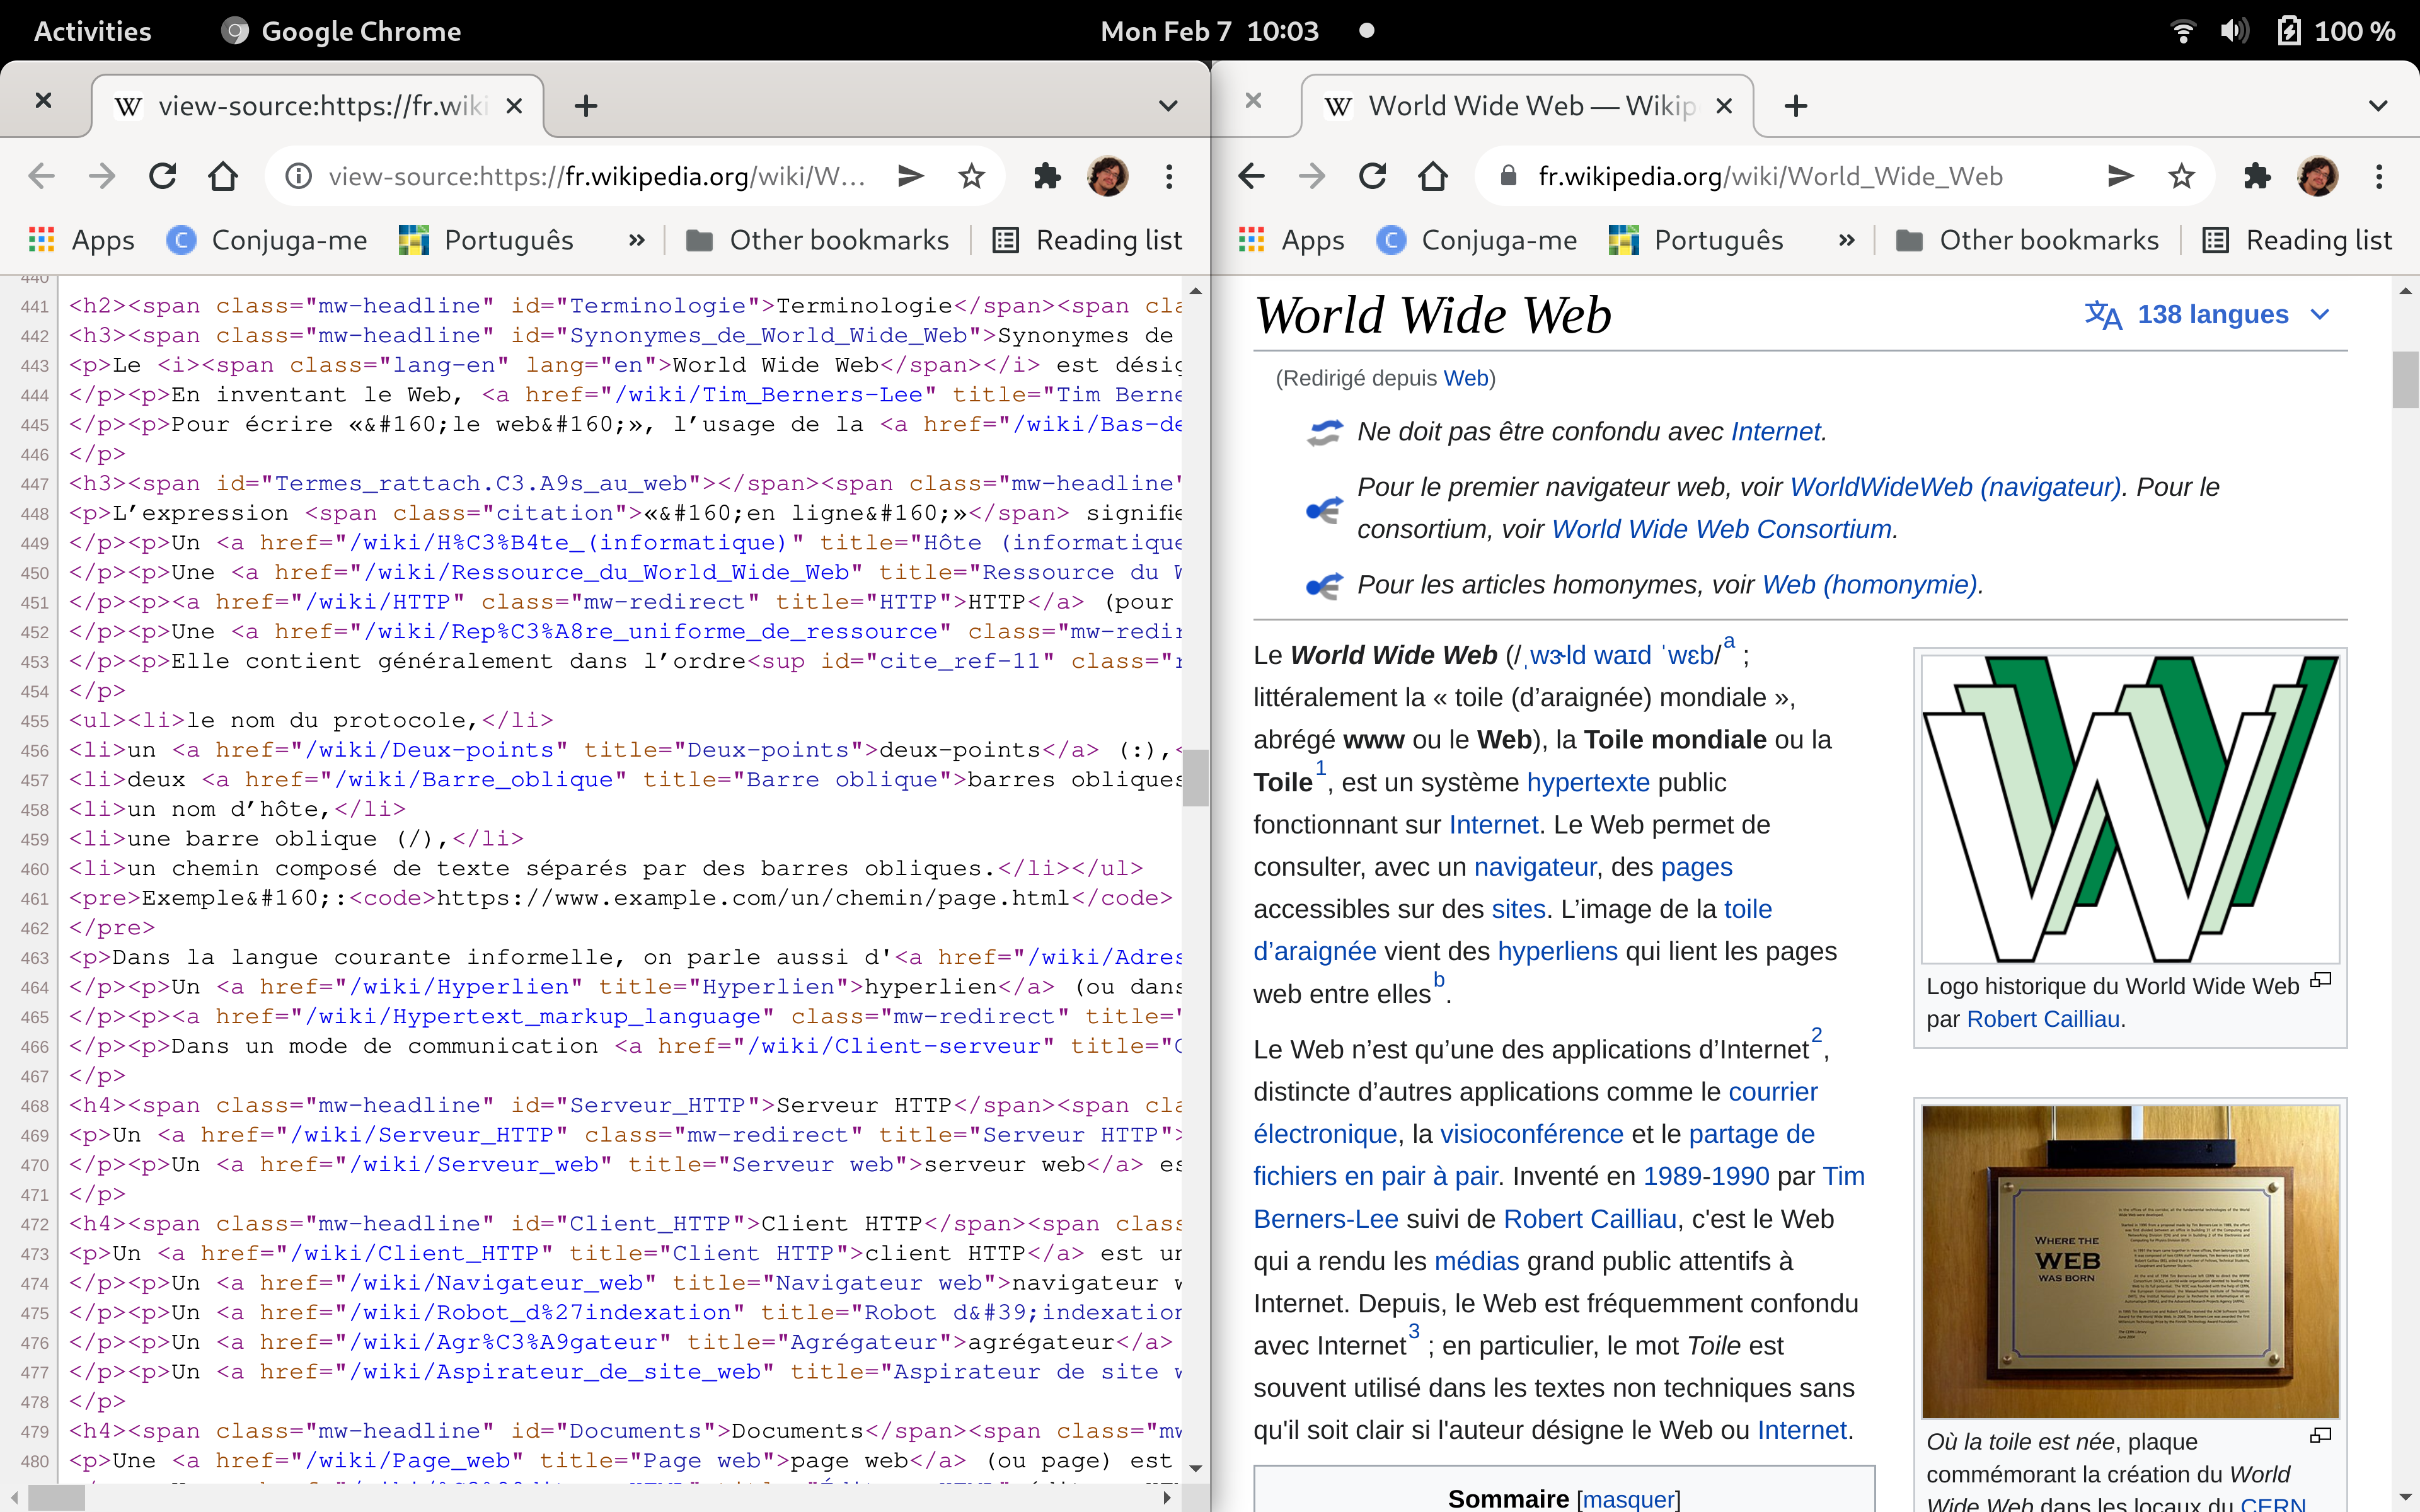 Activities
Google Chrome
Mon Feb 7 10:03
100 %
view-source:https://fr.wiki
view-source:https://fr.wikipedia.org/wiki/W...
Apps
Conjuga-me
Português
»
Other bookmarks
Reading list
440
441 <h2><span class="mw-headline" id="Terminologie">Terminologie</span><span cla
442 <h3><span class="mw-headline" id="Synonymes_de_World_Wide_Web">Synonymes de
443 <p>Le <i><span class="lang-en" lang="en">World Wide Web</span></i> est désig
444 </p><p>En inventant le Web, <a href="/wiki/Tim_Berners-Lee" title="Tim Berne
445 </p><p>Pour écrire «&#160;le web&#160;», l’usage de la <a href="/wiki/Bas-de
446 </p>
447 <h3><span id="Termes_rattach.C3.A9s_au_web"></span><span class="mw-headline"
448 <p>L’expression <span class="citation">«&#160;en ligne&#160;»</span> signifie
449 </p><p>Un <a href="/wiki/H%C3%B4te_(informatique)" title="Hôte (informatique
450 </p><p>Une <a href="/wiki/Ressource_du_World_Wide_Web" title="Ressource du W
451 </p><p><a href="/wiki/HTTP" class="mw-redirect" title="HTTP">HTTP</a> (pour
452 </p><p>Une <a href="/wiki/Rep%C3%A8re_uniforme_de_ressource" class="mw-redir
453 </p><p>Elle contient généralement dans l’ordre<sup id="cite_ref-11" class="r
454 </p>
455 <ul><li>le nom du protocole,</li>
456 <li>un <a href="/wiki/Deux-points" title="Deux-points">deux-points</a> (:),<
457 <li>deux <a href="/wiki/Barre_oblique" title="Barre oblique">barres obliques
458 <li>un nom d’hôte,</li>
459 <li>une barre oblique (/),</li>
460 <li>un chemin composé de texte séparés par des barres obliques.</li></ul>
461 <pre>Exemple&#160;:<code>https://www.example.com/un/chemin/page.html</code>
462 </pre>
463 <p>Dans la langue courante informelle, on parle aussi d'<a href="/wiki/Adres
464 </p><p>Un <a href="/wiki/Hyperlien" title="Hyperlien">hyperlien</a> (ou dans
465 </p><p><a href="/wiki/Hypertext_markup_language" class="mw-redirect" title="
466 </p><p>Dans un mode de communication <a href="/wiki/Client-serveur" title="C
467 </p>
468 <h4><span class="mw-headline" id="Serveur_HTTP">Serveur HTTP</span><span cla
469 <p>Un <a href="/wiki/Serveur_HTTP" class="mw-redirect" title="Serveur HTTP">
470 </p><p>Un <a href="/wiki/Serveur_web" title="Serveur web">serveur web</a> es
471 </p>
472 <h4><span class="mw-headline" id="Client_HTTP">Client HTTP</span><span class
473 <p>Un <a href="/wiki/Client_HTTP" title="Client HTTP">client HTTP</a> est un
474 </p><p>Un <a href="/wiki/Navigateur_web" title="Navigateur web">navigateur w
475 </p><p>Un <a href="/wiki/Robot_d%27indexation" title="Robot d&#39;indexation
476 </p><p>Un <a href="/wiki/Agr%C3%A9gateur" title="Agrégateur">agrégateur</a>
477 </p><p>Un <a href="/wiki/Aspirateur_de_site_web" title="Aspirateur de site w
478 </p>
479 <h4><span class="mw-headline" id="Documents">Documents</span><span class="mw
480 <p>Une <a href="/wiki/Page_web" title="Page web">page web</a> (ou page) est
World Wide Web — Wikip
fr.wikipedia.org/wiki/World_Wide_Web
Apps
Conjuga-me
Português
»
Other bookmarks
Reading list
World Wide Web
138 langues
(Redirigé depuis Web)
Ne doit pas être confondu avec Internet.
Pour le premier navigateur web, voir WorldWideWeb (navigateur). Pour le
consortium, voir World Wide Web Consortium.
Pour les articles homonymes, voir Web (homonymie).
Le World Wide Web (/ˌwɝld waɪd ˈwɛb/a ;
littéralement la « toile (d’araignée) mondiale »,
abrégé www ou le Web), la Toile mondiale ou la
Toile1, est un système hypertexte public
fonctionnant sur Internet. Le Web permet de
consulter, avec un navigateur, des pages
accessibles sur des sites. L’image de la toile
d’araignée vient des hyperliens qui lient les pages
web entre ellesb.
Le Web n’est qu’une des applications d’Internet2,
distincte d’autres applications comme le courrier
électronique, la visioconférence et le partage de
fichiers en pair à pair. Inventé en 1989-1990 par Tim
Berners-Lee suivi de Robert Cailliau, c'est le Web
qui a rendu les médias grand public attentifs à
Internet. Depuis, le Web est fréquemment confondu
avec Internet3 ; en particulier, le mot Toile est
souvent utilisé dans les textes non techniques sans
qu'il soit clair si l'auteur désigne le Web ou Internet.
Sommaire [masquer]
Logo historique du World Wide Web
par Robert Cailliau.
WHERE THE
WEB
WAS BORN
Où la toile est née, plaque
commémorant la création du World
Wide Web dans les locaux du CERN